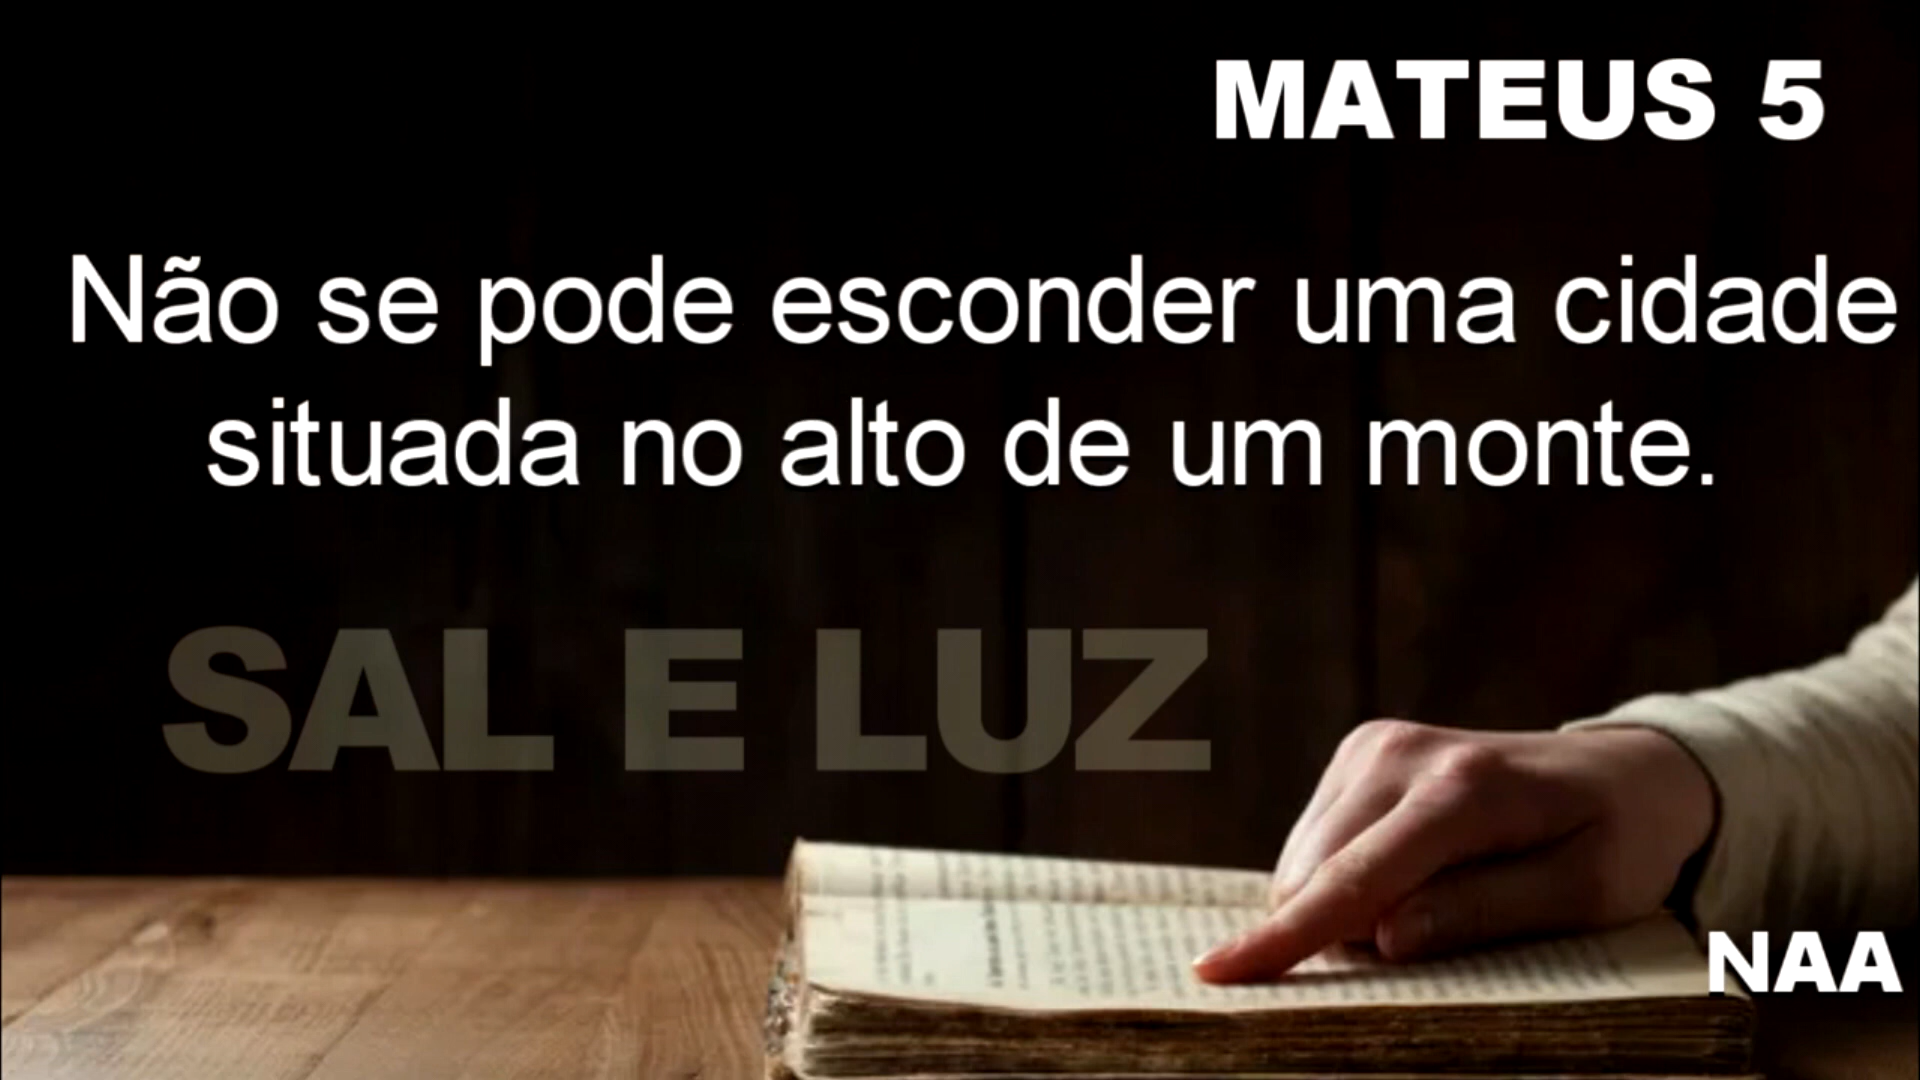 MATEUS 5
Não se pode esconder uma cidade
situada no alto de um monte.
SAL E LUZ
NAA